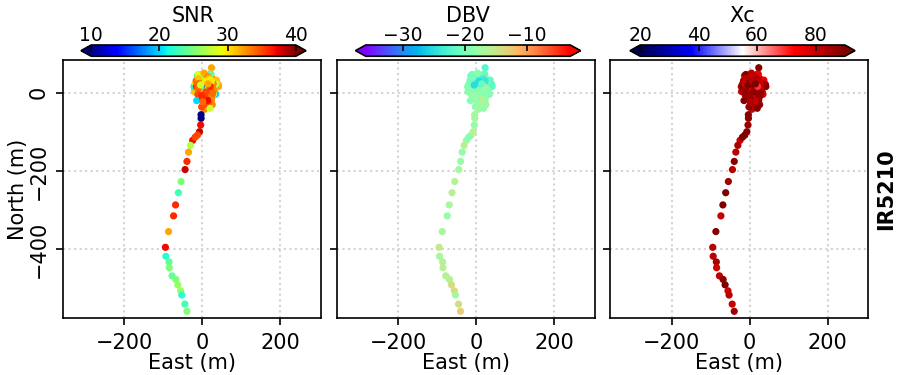 SNR DBV Xc
10 20 30 40 −30 −20 −10 20 40 60 80
North (m)
0
−200
−400
IR5210
−200 0 200 −200 0 200 −200 0 200
East (m) East (m) East (m)